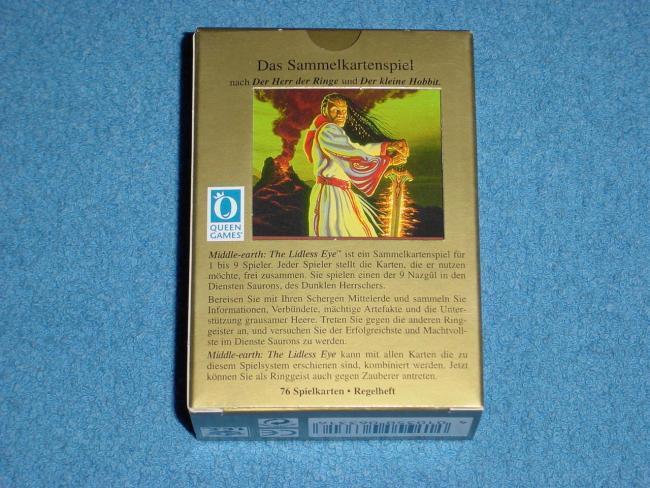 Das Sammelkartenspiel
nach Der Herr der Ringe und Der kleine Hobbit.
QUEEN
GAMES®
Middle-earth: The Lidless Eye™ ist ein Sammelkartenspiel für
1 bis 9 Spieler. Jeder Spieler stellt die Karten, die er nutzen
möchte, frei zusammen. Sie spielen einen der 9 Nazgûl in den
Diensten Saurons, des Dunklen Herrschers.
Bereisen Sie mit Ihren Schergen Mittelerde und sammeln Sie
Informationen, Verbündete, mächtige Artefakte und die Unter-
stützung grausamer Heere. Treten Sie gegen die anderen Ring-
geister an, und versuchen Sie der Erfolgreichste und Machtvoll-
ste im Dienste Saurons zu werden.
Middle-earth: The Lidless Eye kann mit allen Karten die zu
diesem Spielsystem erschienen sind, kombiniert werden. Jetzt
können Sie als Ringgeist auch gegen Zauberer antreten.
76 Spielkarten • Regelheft